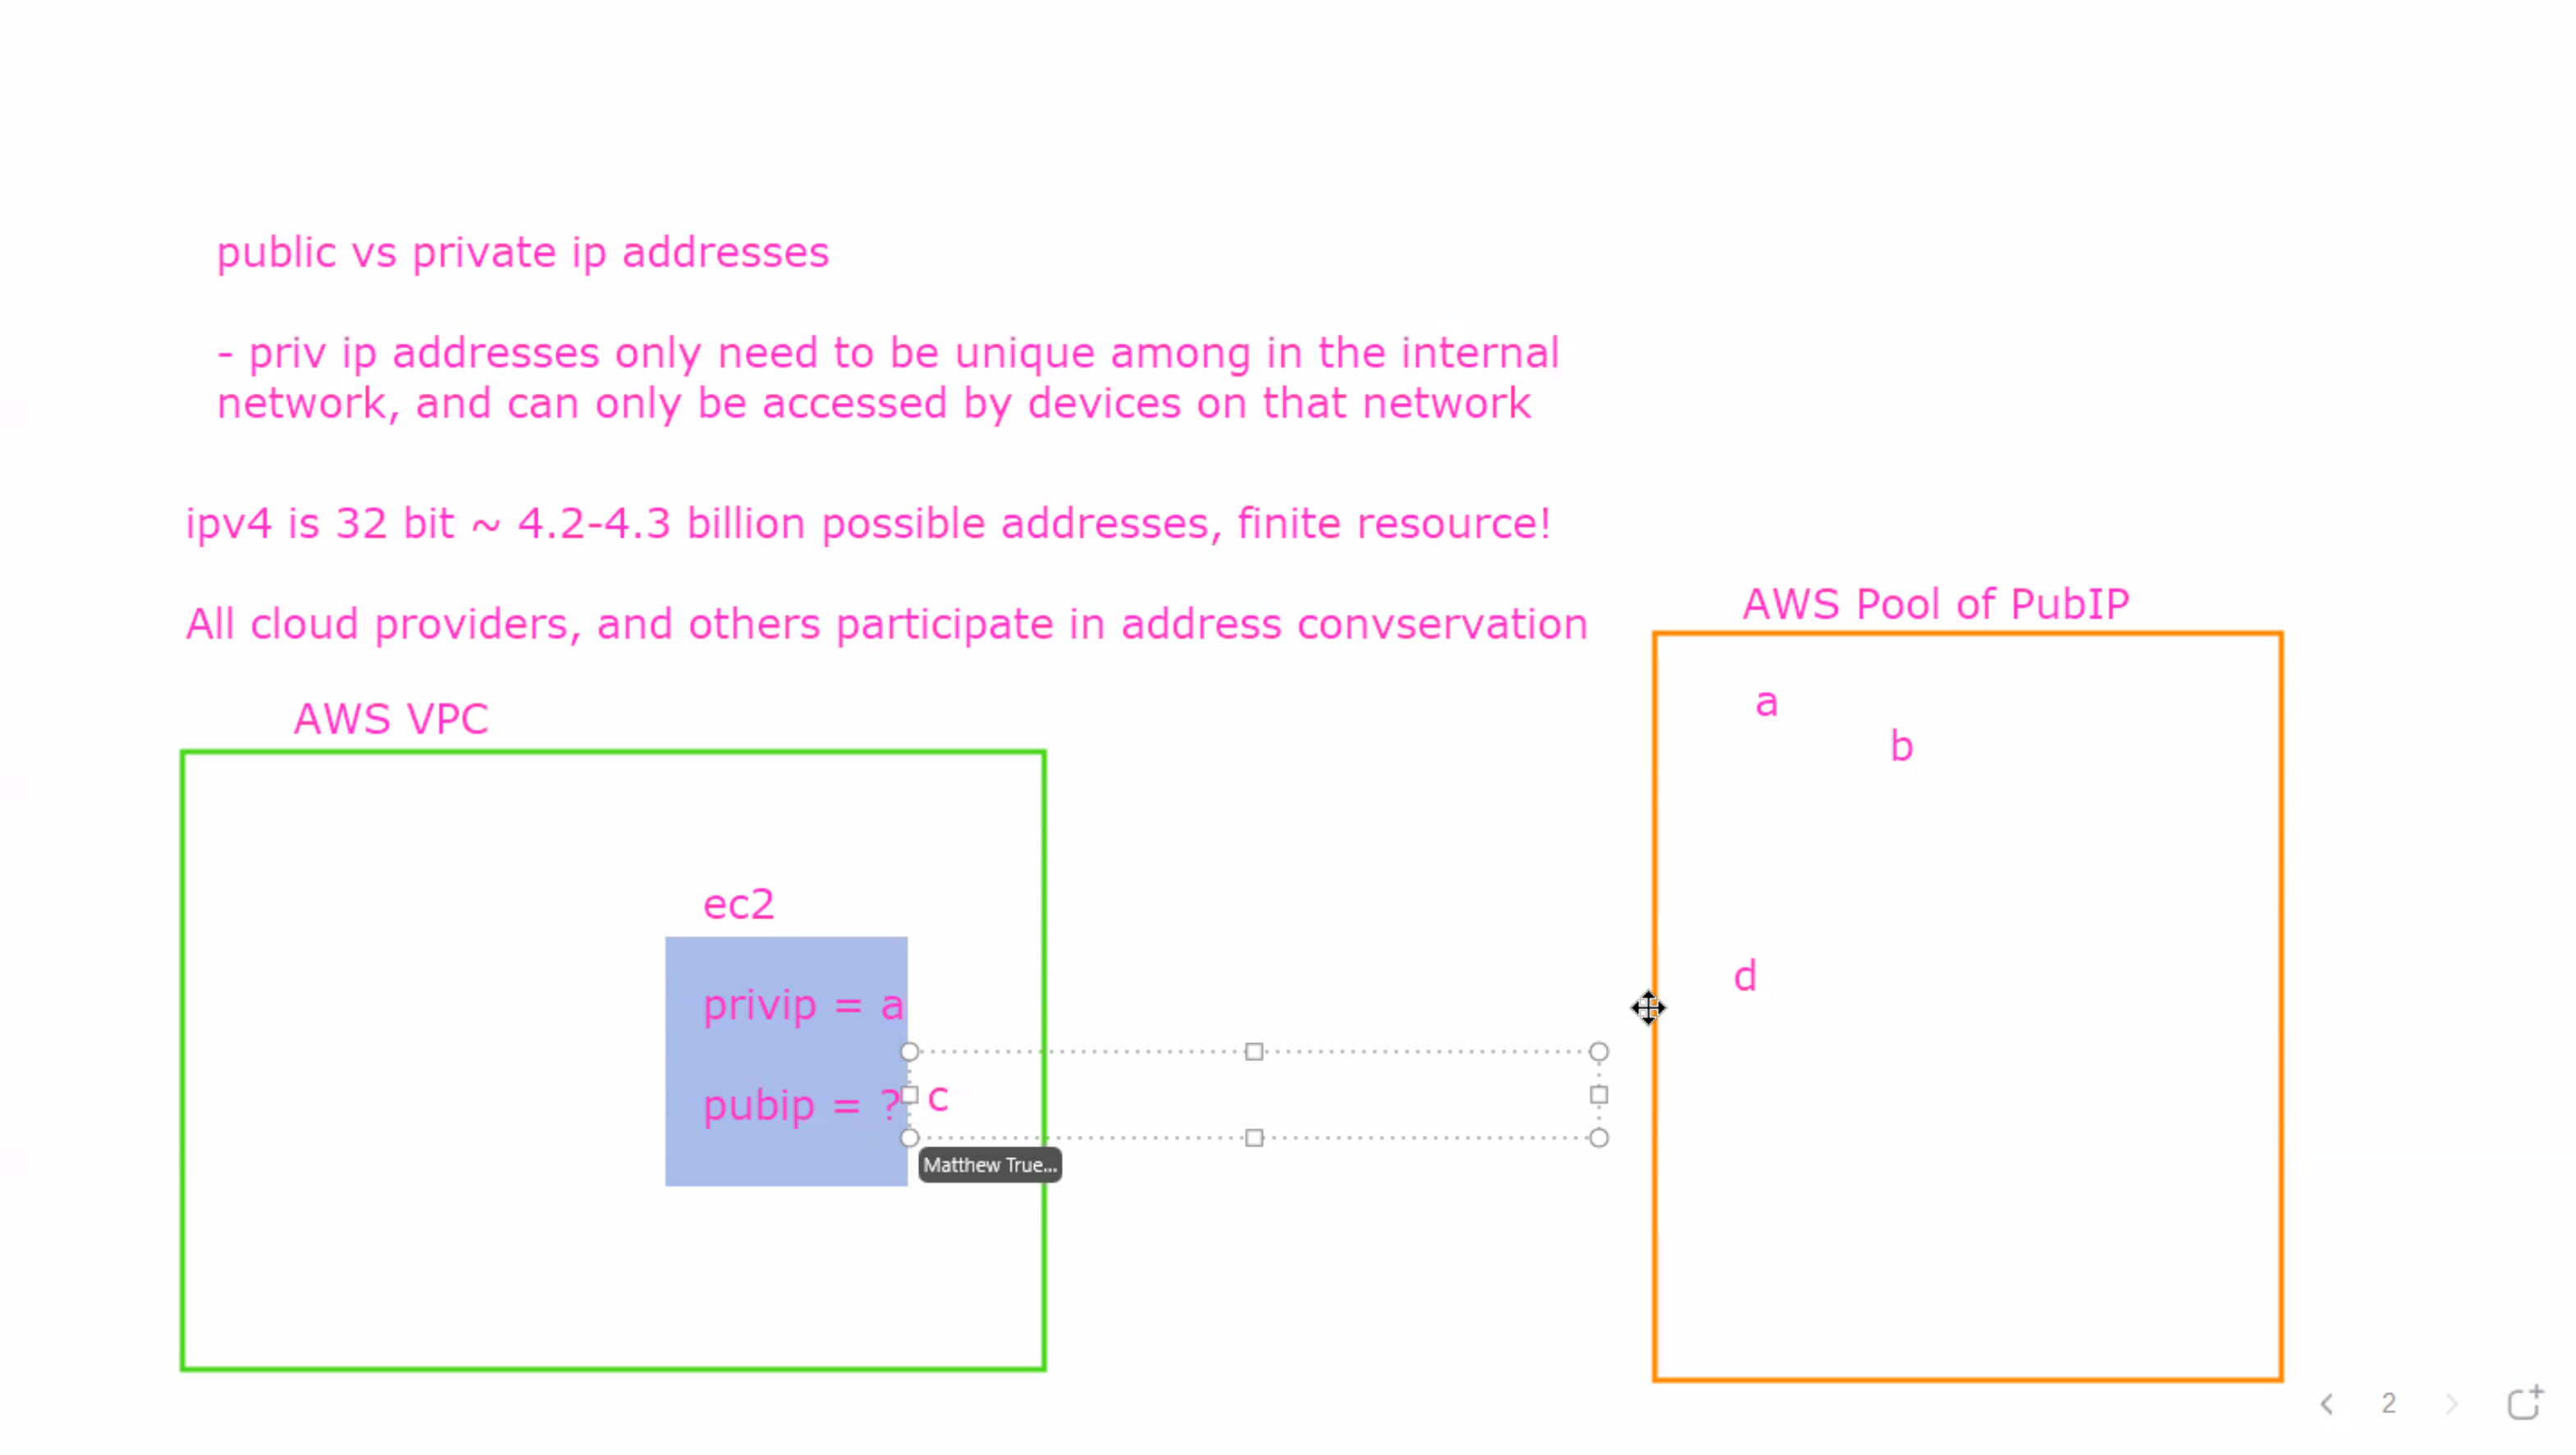 public vs private ip addresses
- priv ip addresses only need to be unique among in the internal
network, and can only be accessed by devices on that network
ipv4 is 32 bit ~ 4.2-4.3 billion possible addresses, finite resource!
All cloud providers, and others participate in address convservation
AWS Pool of PubIP
a
b
d
AWS VPC
ec2
privip = a
pubip = ?
c
Matthew True...
2